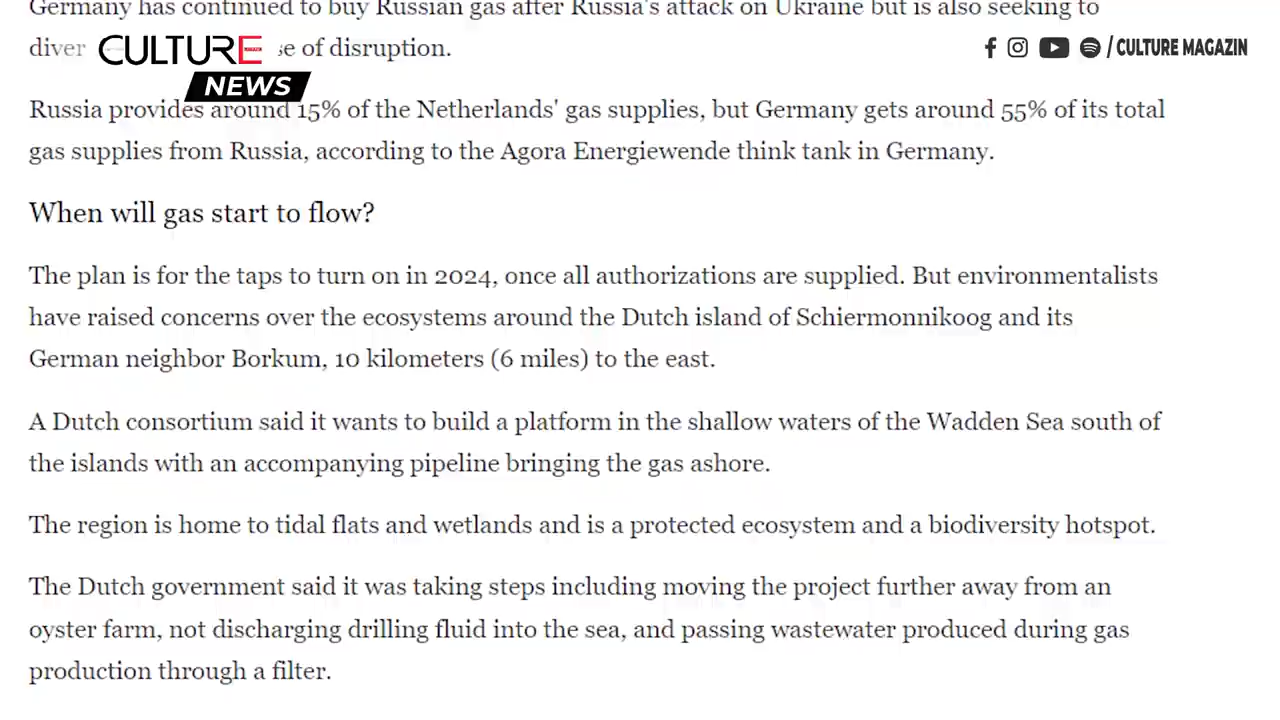 Germany has continued to buy Russian gas after Russia's attack on Ukraine but is also seeking to
diver se of disruption.
CULTURE
NEWS
/ CULTURE MAGAZIN
Russia provides around 15% of the Netherlands' gas supplies, but Germany gets around 55% of its total
gas supplies from Russia, according to the Agora Energiewende think tank in Germany.
When will gas start to flow?
The plan is for the taps to turn on in 2024, once all authorizations are supplied. But environmentalists
have raised concerns over the ecosystems around the Dutch island of Schiermonnikoog and its
German neighbor Borkum, 10 kilometers (6 miles) to the east.
A Dutch consortium said it wants to build a platform in the shallow waters of the Wadden Sea south of
the islands with an accompanying pipeline bringing the gas ashore.
The region is home to tidal flats and wetlands and is a protected ecosystem and a biodiversity hotspot.
The Dutch government said it was taking steps including moving the project further away from an
oyster farm, not discharging drilling fluid into the sea, and passing wastewater produced during gas
production through a filter.